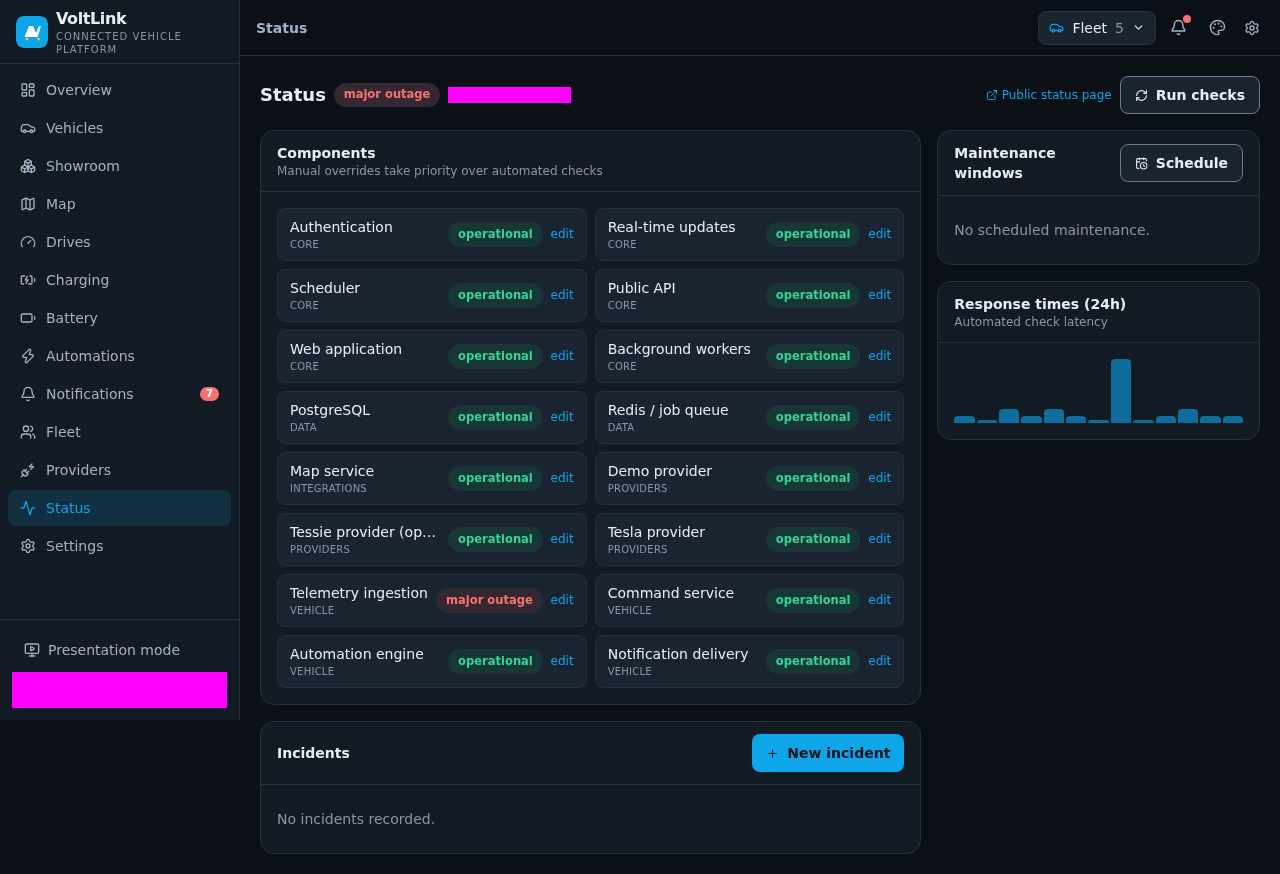 VoltLink
CONNECTED VEHICLE
PLATFORM
Overview
Vehicles
Showroom
Map
Drives
Charging
Battery
Automations
Notifications 7
Fleet
Providers
Status
Settings
Presentation mode
Status
Fleet 5
Status major outage
Public status page
Run checks
Components
Manual overrides take priority over automated checks
Authentication
CORE
operational edit
Real-time updates
CORE
operational edit
Scheduler
CORE
operational edit
Public API
CORE
operational edit
Web application
CORE
operational edit
Background workers
CORE
operational edit
PostgreSQL
DATA
operational edit
Redis / job queue
DATA
operational edit
Map service
INTEGRATIONS
operational edit
Demo provider
PROVIDERS
operational edit
Tessie provider (op…
PROVIDERS
operational edit
Tesla provider
PROVIDERS
operational edit
Telemetry ingestion
VEHICLE
major outage edit
Command service
VEHICLE
operational edit
Automation engine
VEHICLE
operational edit
Notification delivery
VEHICLE
operational edit
Incidents
New incident
No incidents recorded.
Maintenance
windows
Schedule
No scheduled maintenance.
Response times (24h)
Automated check latency